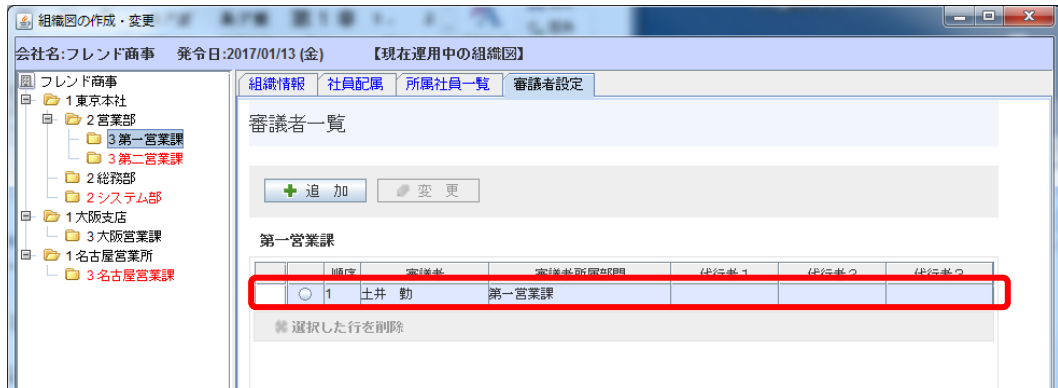 組織図の作成・変更
会社名:フレンド商事 発令日:2017/01/13 (金) 【現在運用中の組織図】
フレンド商事
1 東京本社
2 営業部
3 第一営業課
3 第二営業課
2 総務部
2 システム部
1 大阪支店
3 大阪営業課
1 名古屋営業所
3 名古屋営業課
組織情報 社員配属 所属社員一覧 審議者設定
審議者一覧
追 加 変 更
第一営業課
順序 審議者 審議者所属部門 代行者1 代行者2 代行者3
1 土井 勤 第一営業課
選択した行を削除